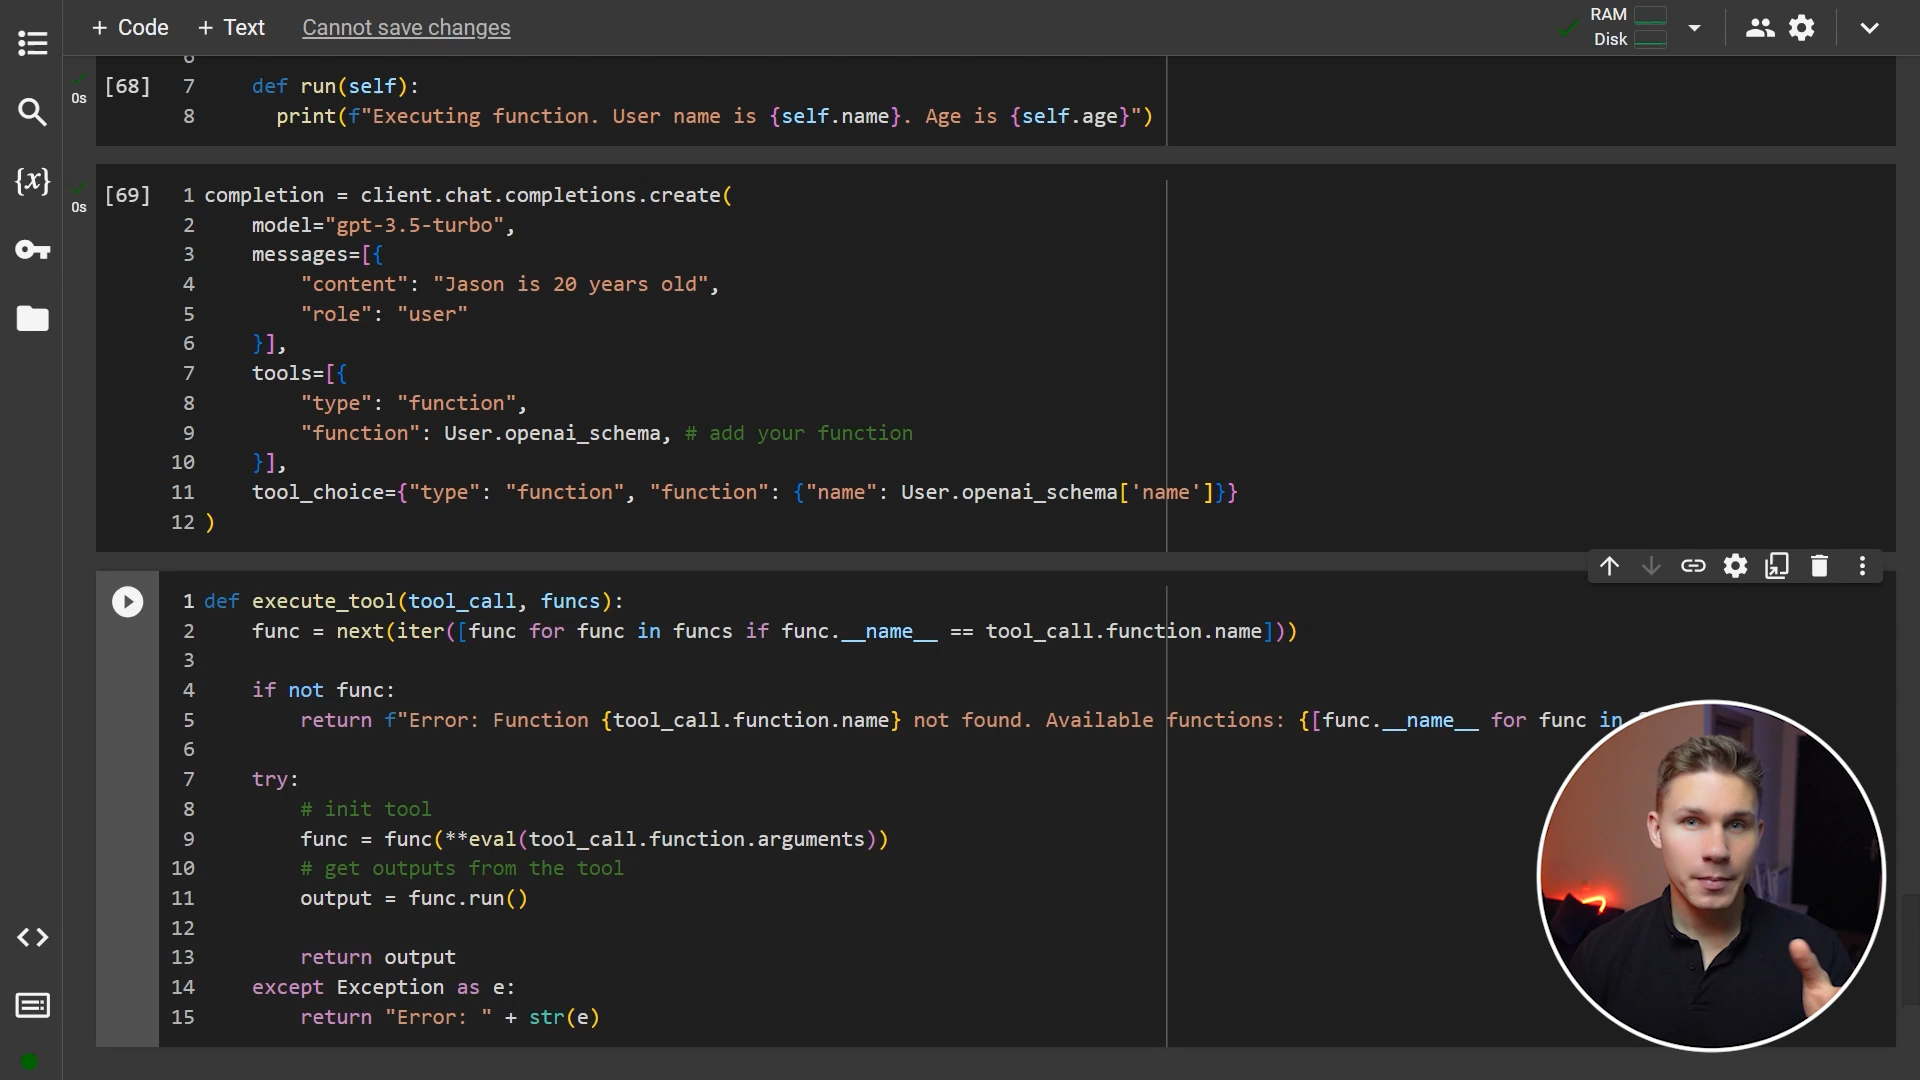 + Code + Text Cannot save changes
RAM
Disk
[68]
0s
7 def run(self):
8 print(f"Executing function. User name is {self.name}. Age is {self.age}")
[69]
0s
1 completion = client.chat.completions.create(
2 model="gpt-3.5-turbo",
3 messages=[{
4 "content": "Jason is 20 years old",
5 "role": "user"
6 }],
7 tools=[{
8 "type": "function",
9 "function": User.openai_schema, # add your function
10 }],
11 tool_choice={"type": "function", "function": {"name": User.openai_schema['name']}}
12 )
1 def execute_tool(tool_call, funcs):
2 func = next(iter([func for func in funcs if func.__name__ == tool_call.function.name]))
3
4 if not func:
5 return f"Error: Function {tool_call.function.name} not found. Available functions: {[func.__name__ for func in
6
7 try:
8 # init tool
9 func = func(**eval(tool_call.function.arguments))
10 # get outputs from the tool
11 output = func.run()
12
13 return output
14 except Exception as e:
15 return "Error: " + str(e)
{x}